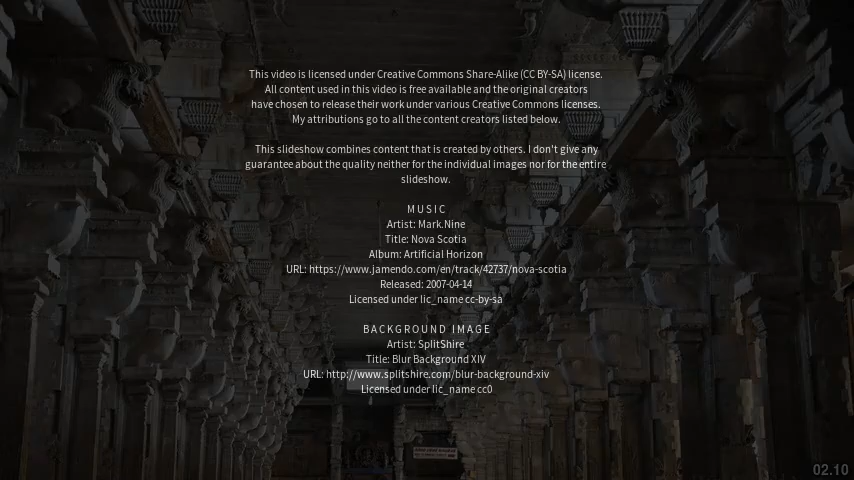 This video is licensed under Creative Commons Share-Alike (CC BY-SA) license.
All content used in this video is free available and the original creators
have chosen to release their work under various Creative Commons licenses.
My attributions go to all the content creators listed below.
This slideshow combines content that is created by others. I don't give any
guarantee about the quality neither for the individual images nor for the entire
slideshow.
MUSIC
Artist: Mark.Nine
Title: Nova Scotia
Album: Artificial Horizon
URL: https://www.jamendo.com/en/track/42737/nova-scotia
Released: 2007-04-14
Licensed under lic_name cc-by-sa
BACKGROUND IMAGE
Artist: SplitShire
Title: Blur Background XIV
URL: http://www.splitshire.com/blur-background-xiv
Licensed under lic_name cc0
02.10